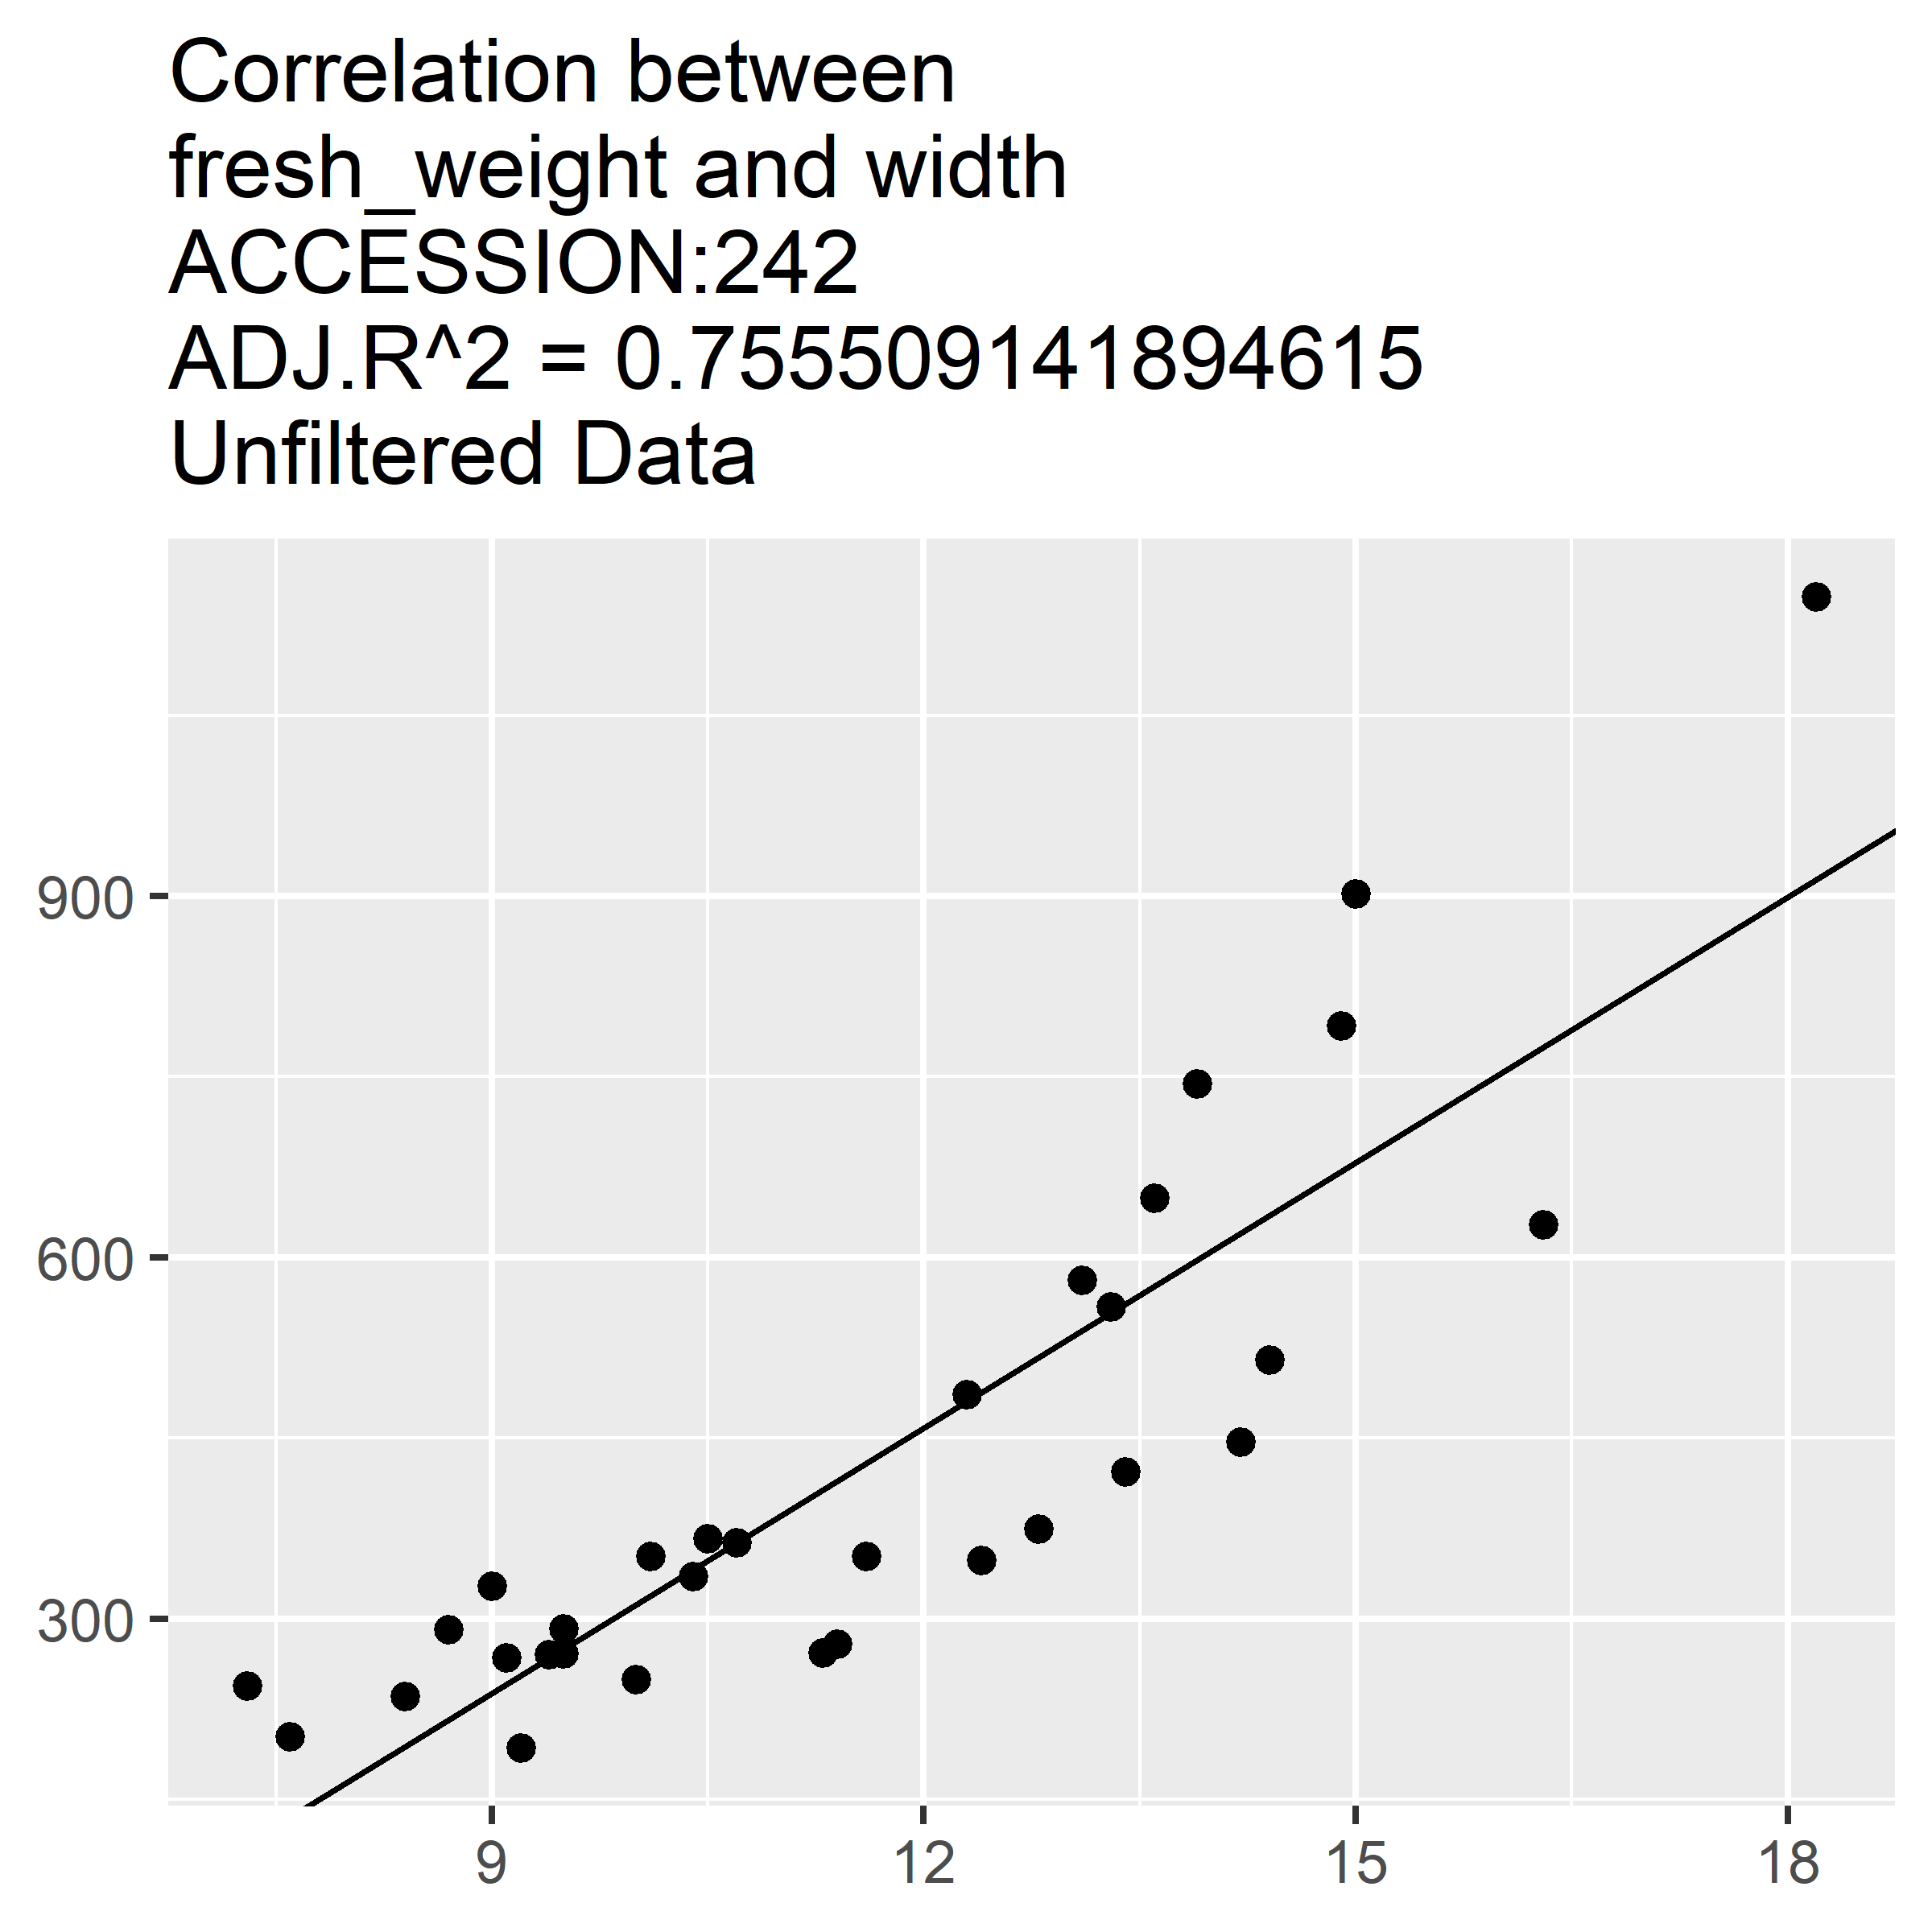 Correlation between
fresh_weight and width
ACCESSION:242
ADJ.R^2 = 0.755509141894615
Unfiltered Data
900
600
300
9 12 15 18